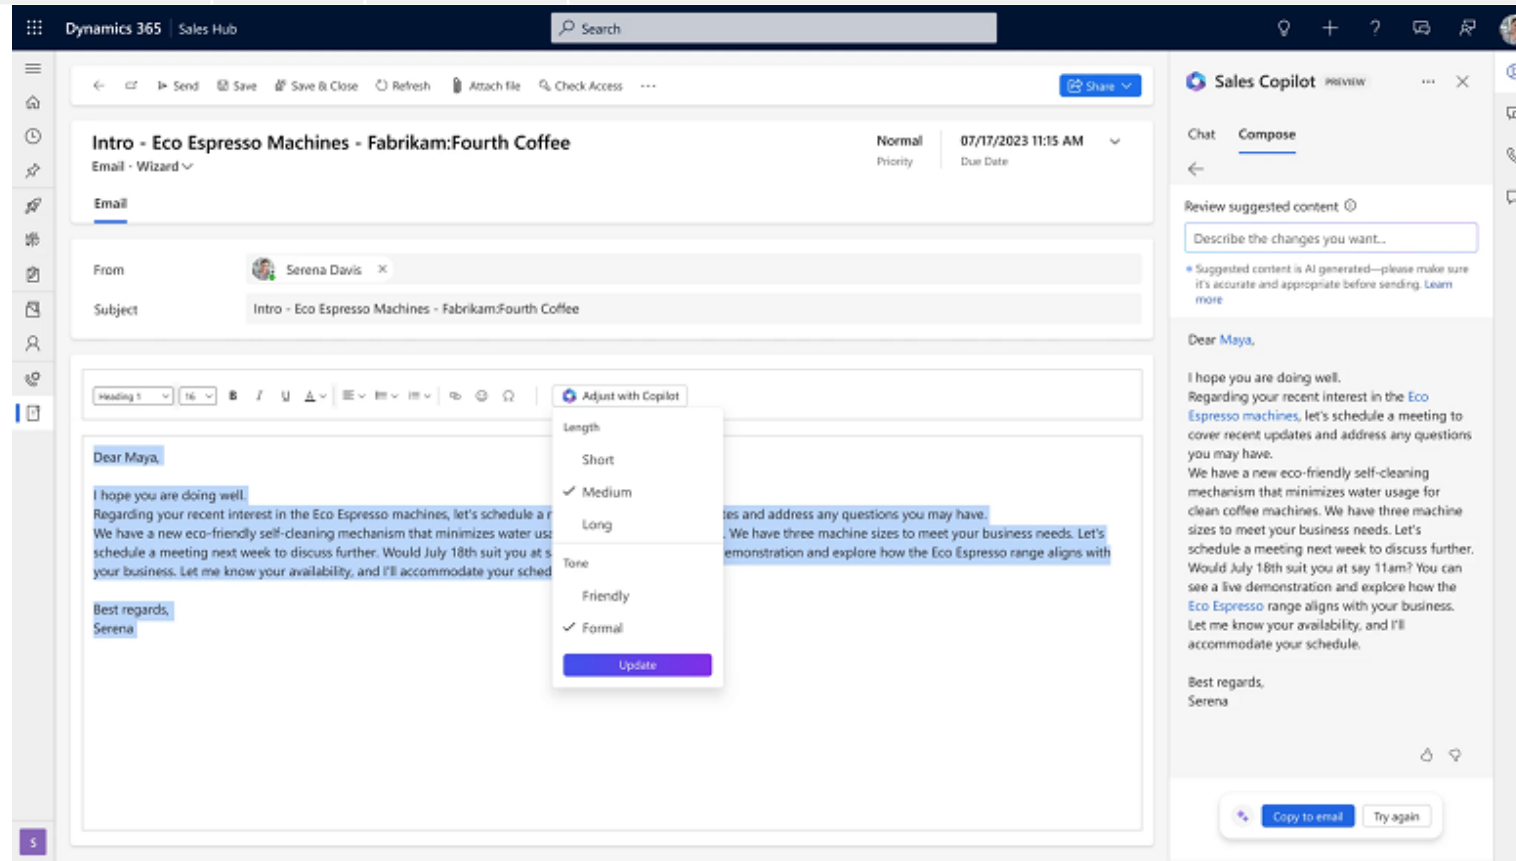 Dynamics 365 | Sales Hub
Search
Send Save Save & Close Refresh Attach file Check Access ...
Share
Intro - Eco Espresso Machines - Fabrikam:Fourth Coffee
Email · Wizard
Normal
Priority
07/17/2023 11:15 AM
Due Date
Email
From Serena Davis
Subject Intro - Eco Espresso Machines - Fabrikam:Fourth Coffee
Heading 1 16 B I U A Adjust with Copilot
Dear Maya,
I hope you are doing well.
Regarding your recent interest in the Eco Espresso machines, let's schedule a and address any questions you may have.
We have a new eco-friendly self-cleaning mechanism that minimizes water We have three machine sizes to meet your business needs. Let's
schedule a meeting next week to discuss further. Would July 18th suit you at and explore how the Eco Espresso range aligns with
your business. Let me know your availability, and I'll accommodate your
Best regards,
Serena
Length
Short
Medium
Long
Tone
Friendly
Formal
Update
Sales Copilot PREVIEW ...
Chat Compose
Review suggested content
Describe the changes you want...
Suggested content is AI generated—please make sure
it's accurate and appropriate before sending. Learn
more
Dear Maya,
I hope you are doing well.
Regarding your recent interest in the Eco
Espresso machines, let's schedule a meeting to
cover recent updates and address any questions
you may have.
We have a new eco-friendly self-cleaning
mechanism that minimizes water usage for
clean coffee machines. We have three machine
sizes to meet your business needs. Let's
schedule a meeting next week to discuss further.
Would July 18th suit you at say 11am? You can
see a live demonstration and explore how the
Eco Espresso range aligns with your business.
Let me know your availability, and I'll
accommodate your schedule.
Best regards,
Serena
Copy to email Try again
S